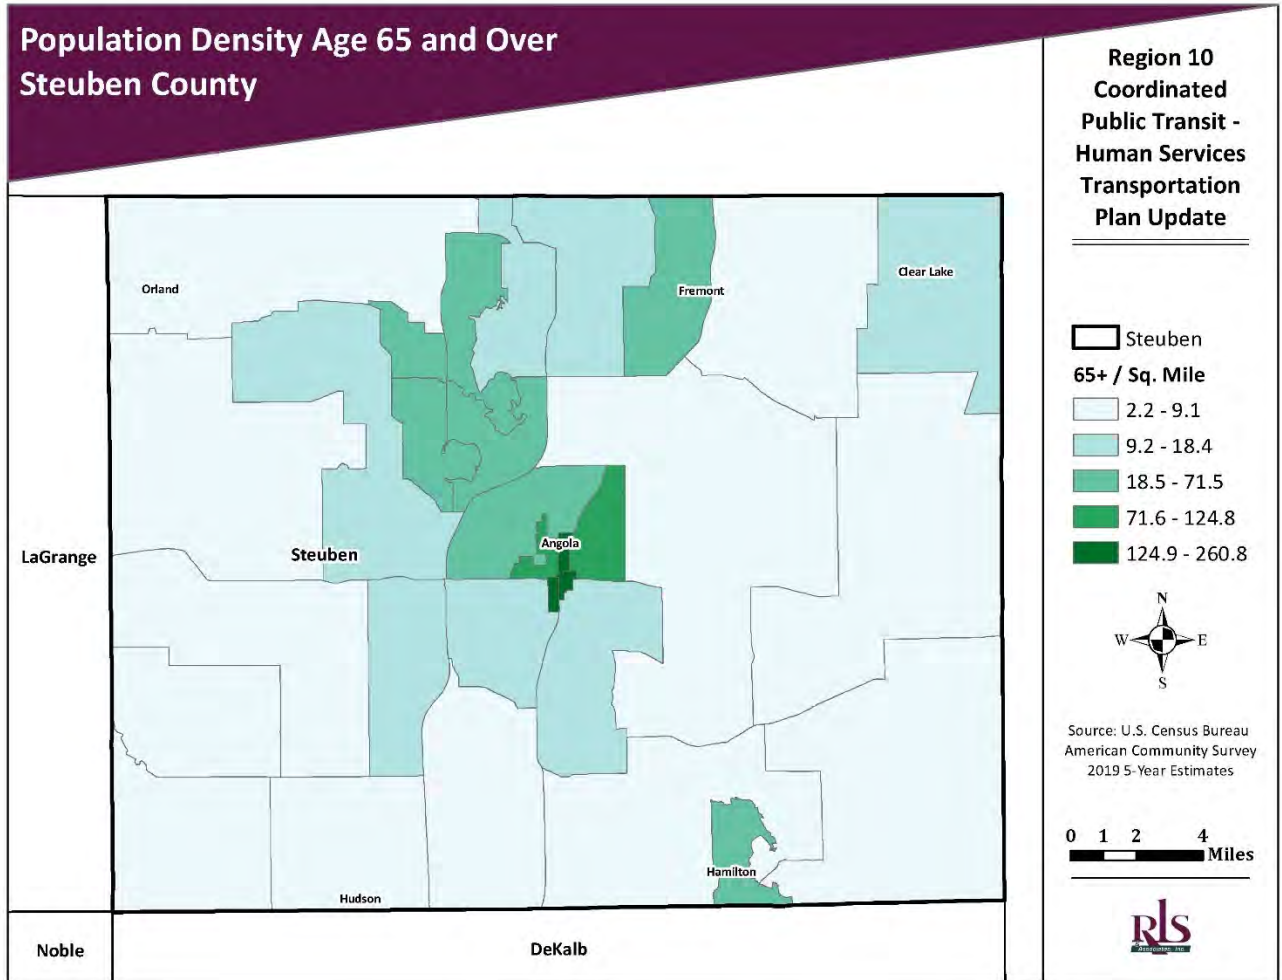 Population Density Age 65 and Over
Steuben County
Region 10
Coordinated
Public Transit -
Human Services
Transportation
Plan Update
Orland
Clear Lake
Fremont
Steuben
65+ / Sq. Mile
2.2 - 9.1
9.2 - 18.4
18.5 - 71.5
71.6 - 124.8
124.9 - 260.8
LaGrange
Steuben
Angola
N
W E
S
Source: U.S. Census Bureau
American Community Survey
2019 5-Year Estimates
0 1 2 4
Miles
Hamilton
Hudson
Noble
DeKalb
RLS
& Associates, Inc.